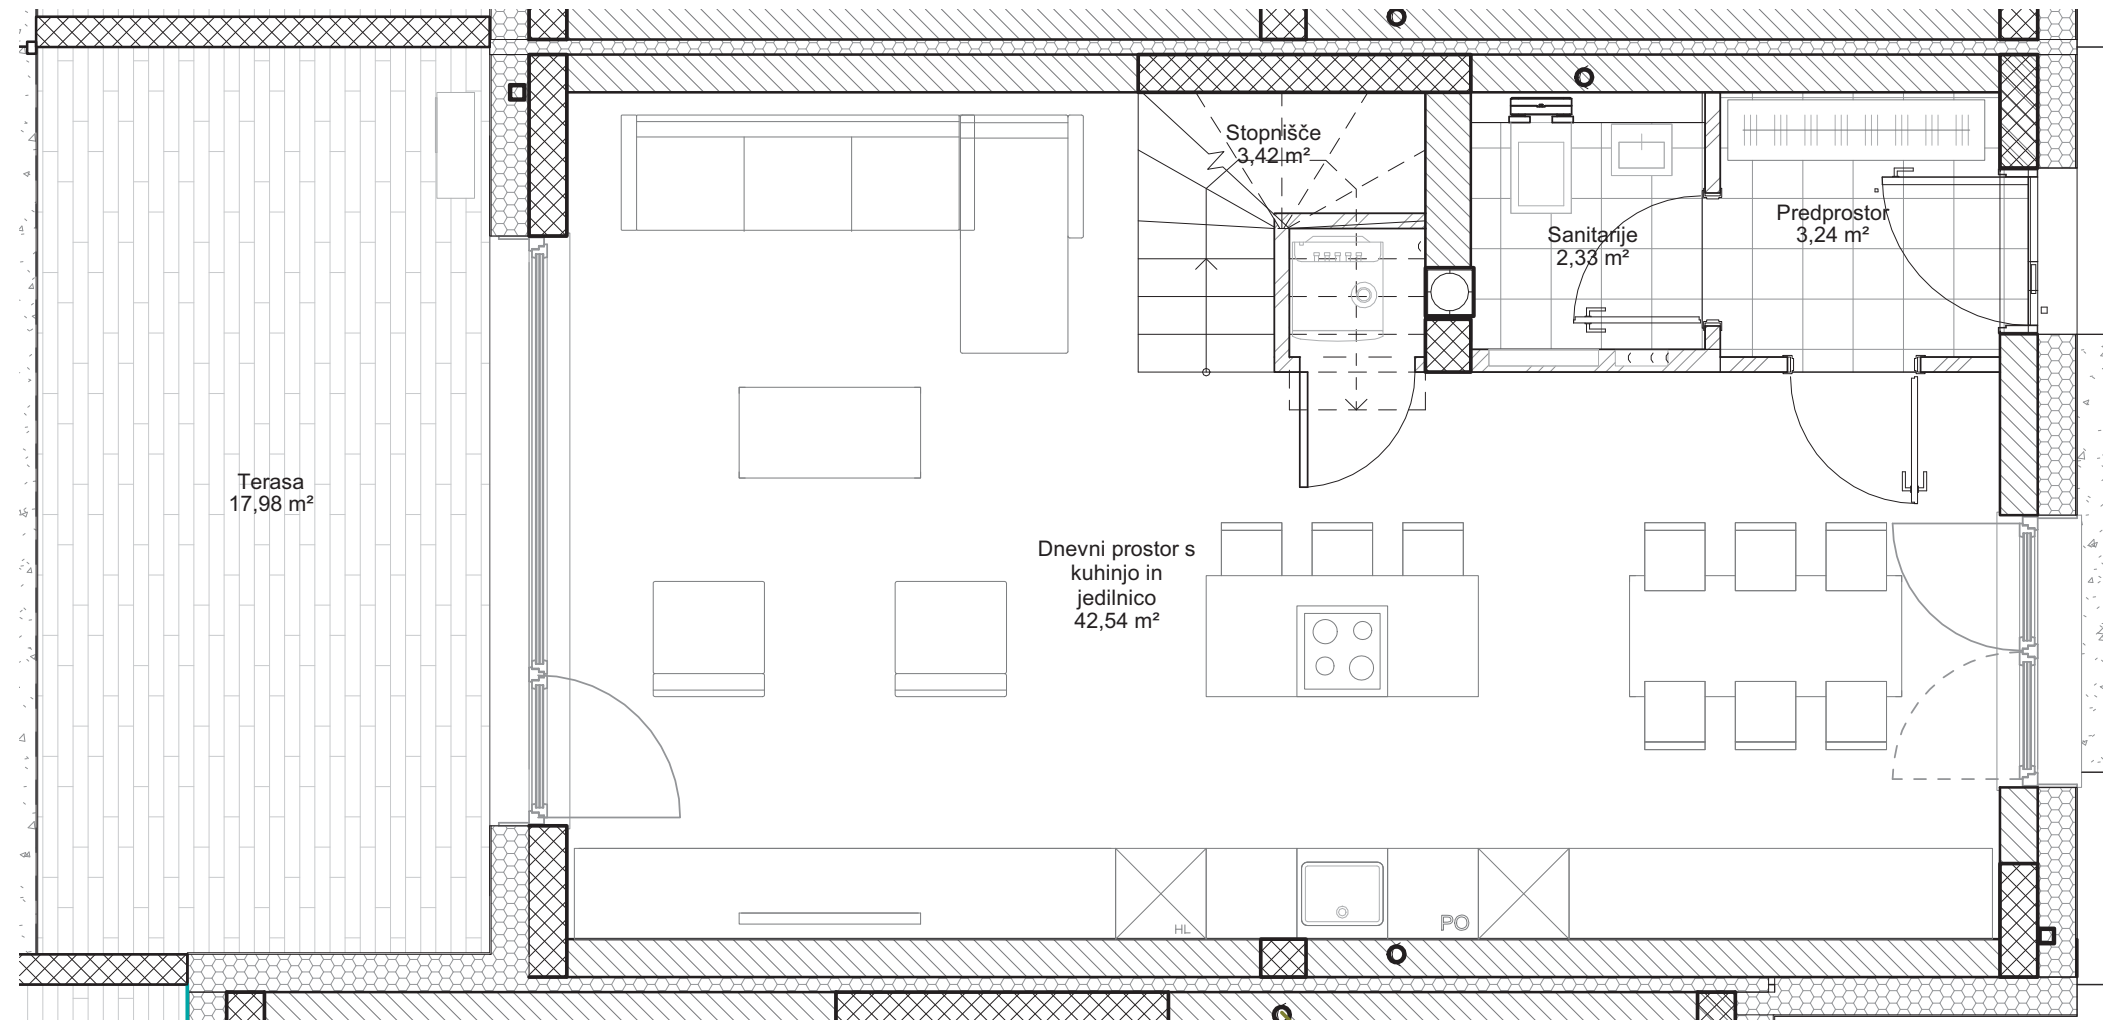 Stopnišče
3,42 m²
Predprostor
3,24 m²
Sanitarije
2,33 m²
Terasa
17,98 m²
Dnevni prostor s
kuhinjo in
jedilnico
42,54 m²
HL
PO